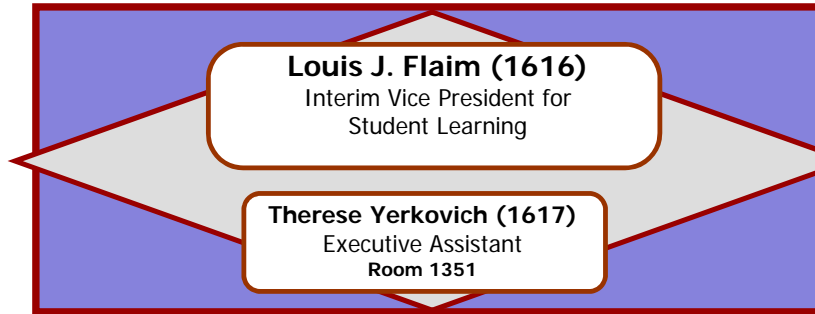 Louis J. Flaim (1616)
Interim Vice President for
Student Learning
Therese Yerkovich (1617)
Executive Assistant
Room 1351